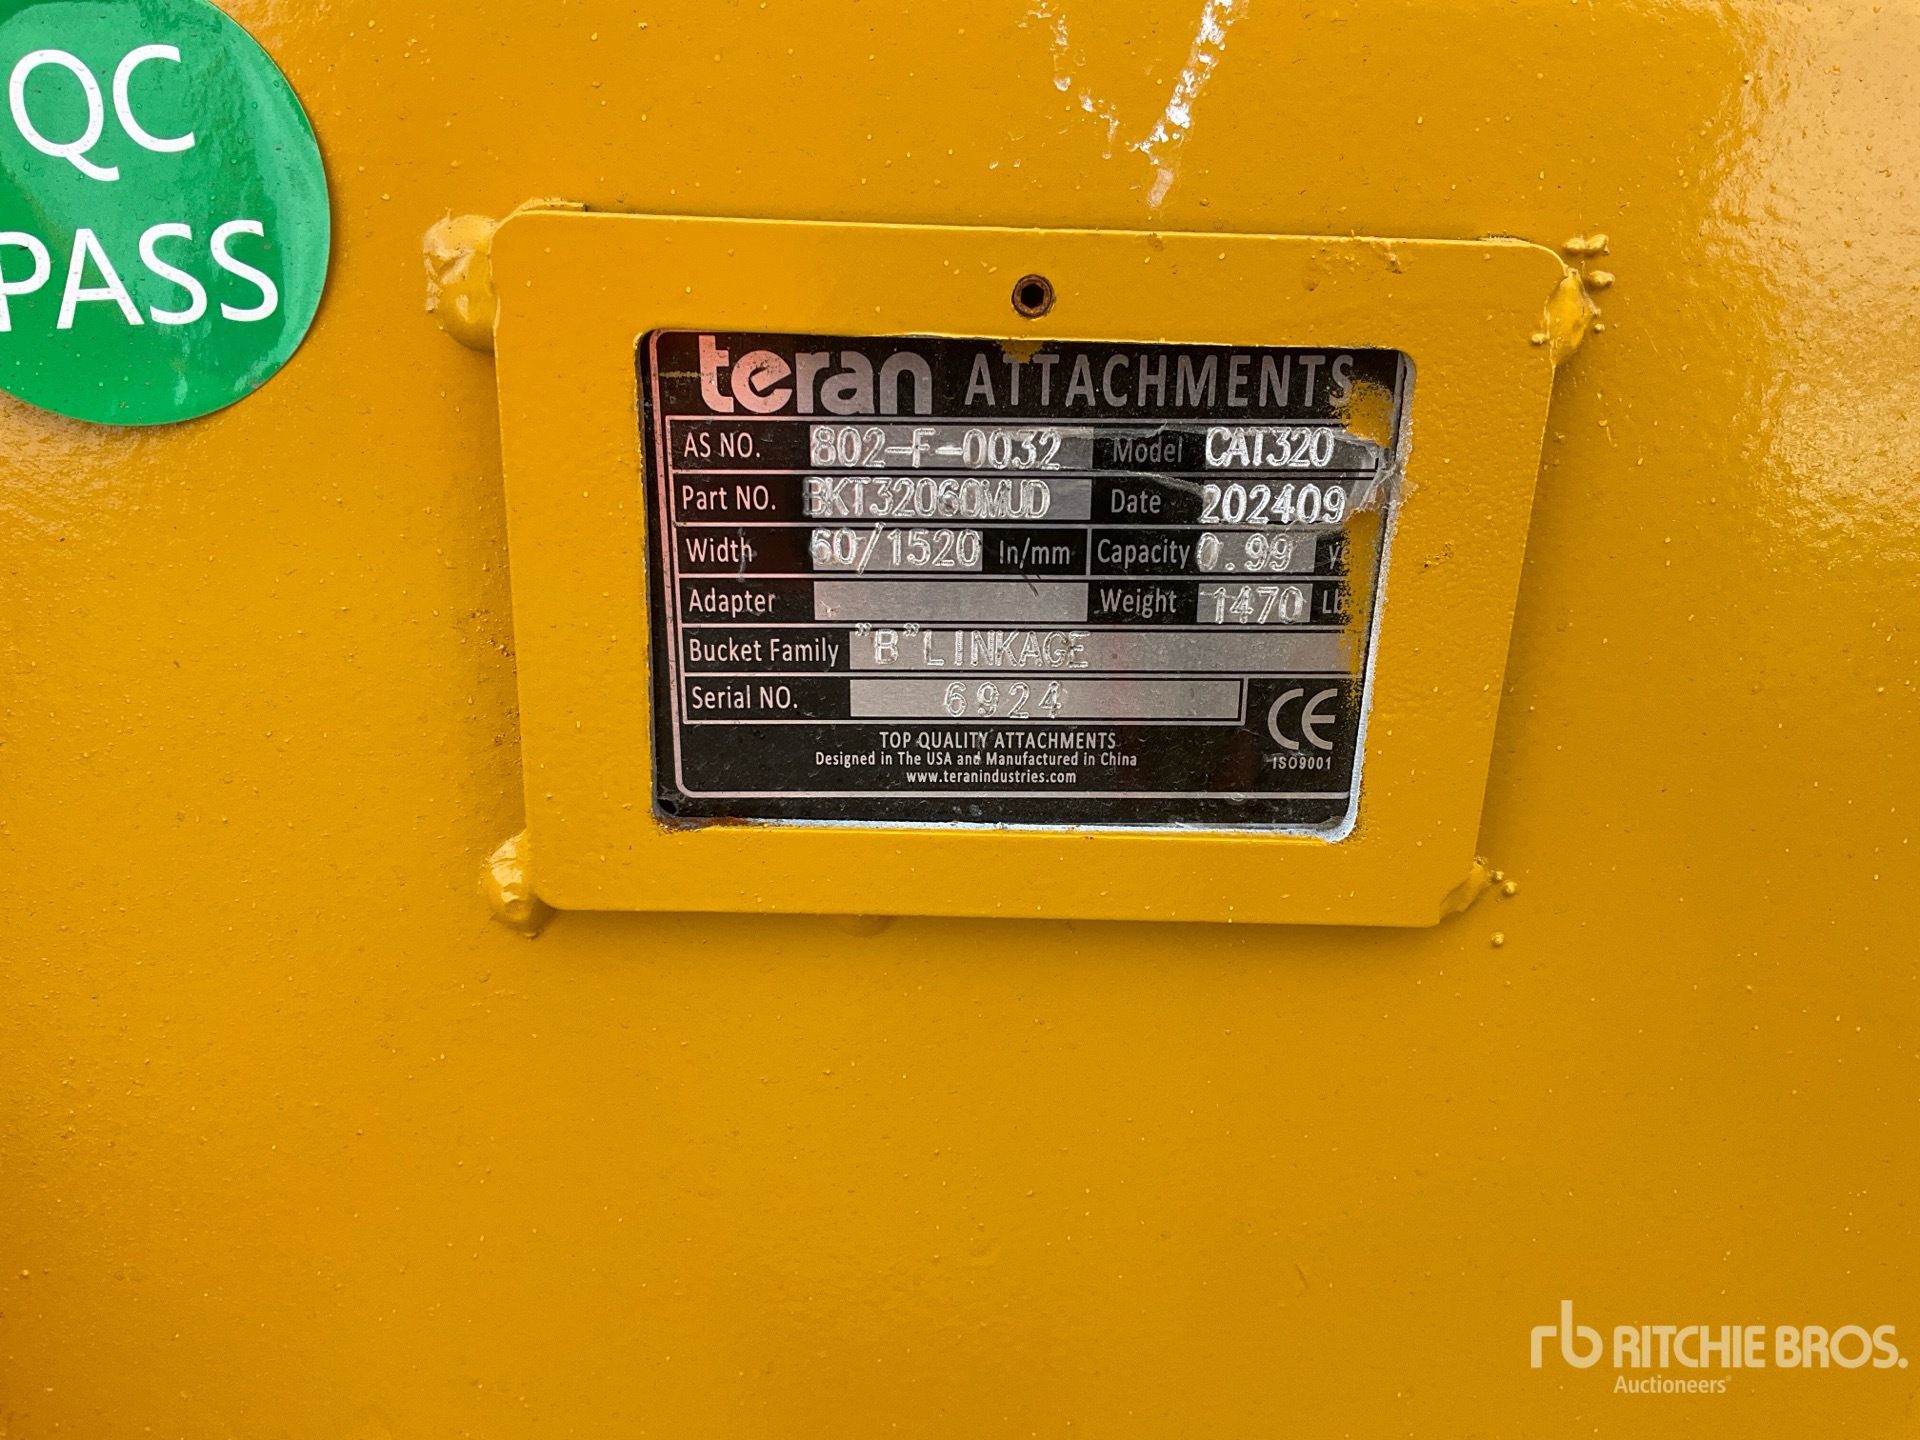 QC
PASS
teran ATTACHMENTS
AS NO. 802-F-0032 Model CAT320
Part NO. BKT32060MUD Date 202409
Width 60/1520 In/mm Capacity 0.99
Adapter Weight 1470 Lb
Bucket Family "B"LINKAGE
Serial NO. 6924
CE
ISO9001
TOP QUALITY ATTACHMENTS
Designed in The USA and Manufactured in China
www.teranindustries.com
rb RITCHIE BROS.
Auctioneers